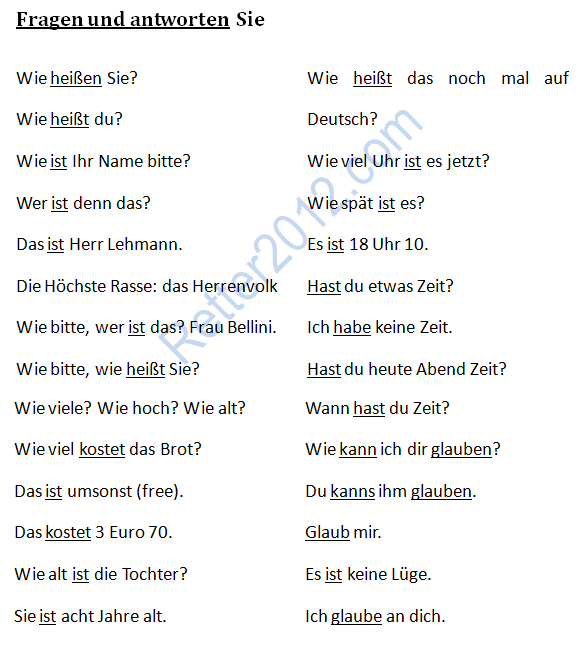 Fragen und antworten Sie
Wie heißen Sie?
Wie heißt du?
Wie ist Ihr Name bitte?
Wer ist denn das?
Das ist Herr Lehmann.
Die Höchste Rasse: das Herrenvolk
Wie bitte, wer ist das? Frau Bellini.
Wie bitte, wie heißt Sie?
Wie viele? Wie hoch? Wie alt?
Wie viel kostet das Brot?
Das ist umsonst (free).
Das kostet 3 Euro 70.
Wie alt ist die Tochter?
Sie ist acht Jahre alt.
Wie heißt das noch mal auf
Deutsch?
Wie viel Uhr ist es jetzt?
Wie spät ist es?
Es ist 18 Uhr 10.
Hast du etwas Zeit?
Ich habe keine Zeit.
Hast du heute Abend Zeit?
Wann hast du Zeit?
Wie kann ich dir glauben?
Du kanns ihm glauben.
Glaub mir.
Es ist keine Lüge.
Ich glaube an dich.
Retter2012.com